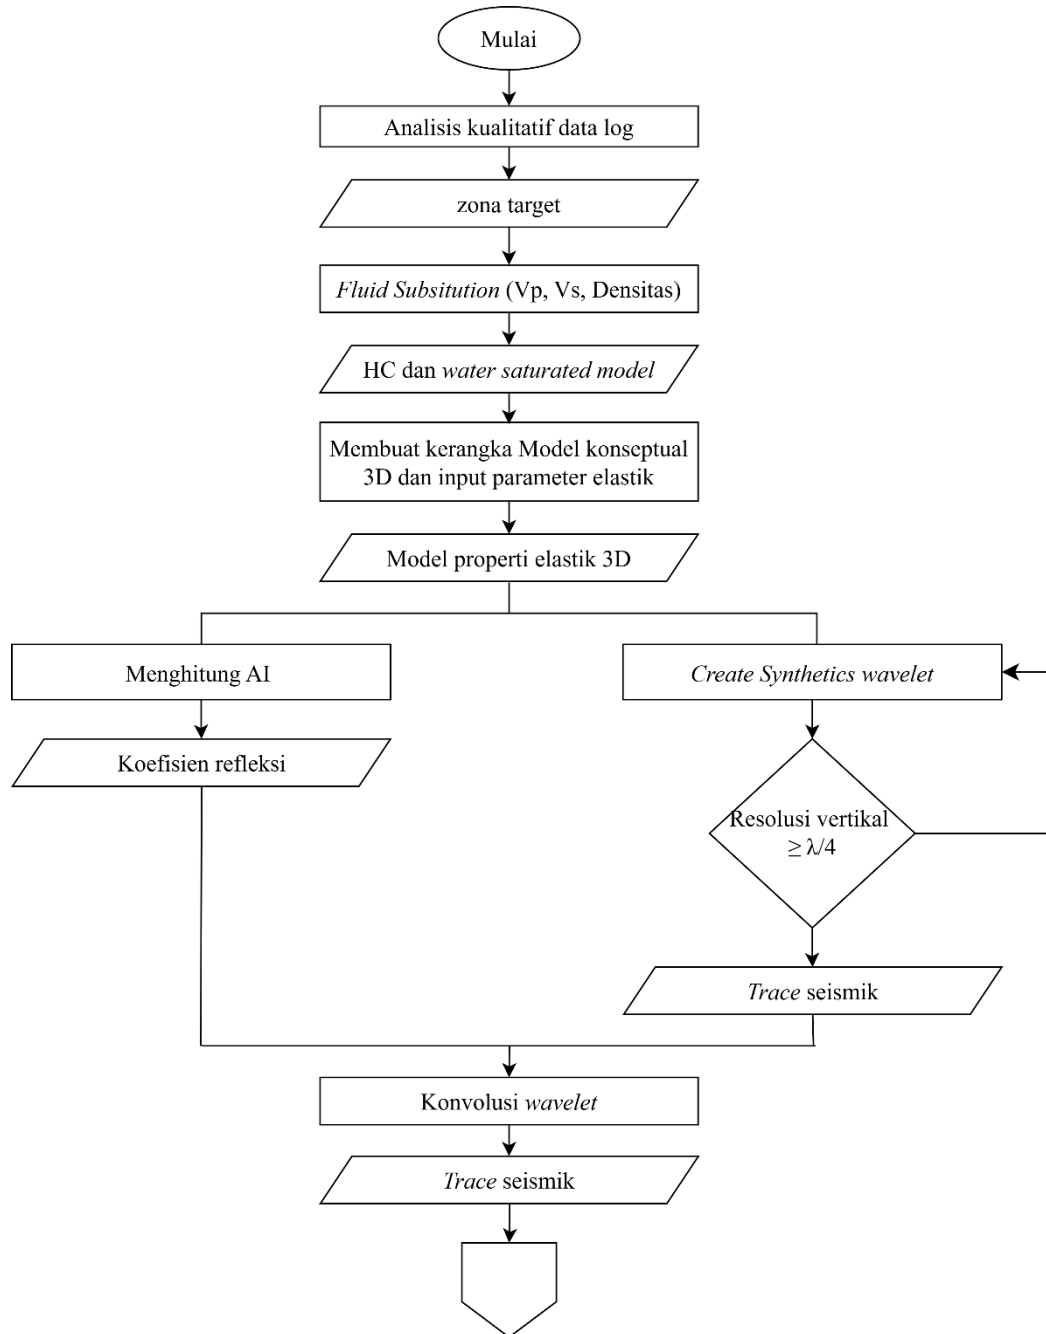 Mulai
Analisis kualitatif data log
zona target
Fluid Subsitution (Vp, Vs, Densitas)
HC dan water saturated model
Membuat kerangka Model konseptual
3D dan input parameter elastik
Model properti elastik 3D
Menghitung AI
Create Synthetics wavelet
Koefisien refleksi
Resolusi vertikal
≥ λ/4
Trace seismik
Konvolusi wavelet
Trace seismik